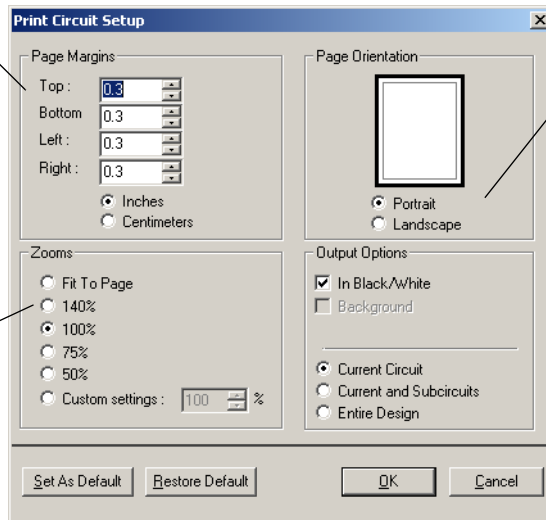 Print Circuit Setup
Page Margins
Top :
0.3
Bottom
0.3
Left :
0.3
Right :
0.3
Inches
Centimeters
Page Orientation
Portrait
Landscape
Zooms
Fit To Page
140%
100%
75%
50%
Custom settings : 100 %
Output Options
In Black/White
Background
Current Circuit
Current and Subcircuits
Entire Design
Set As Default
Restore Default
OK
Cancel